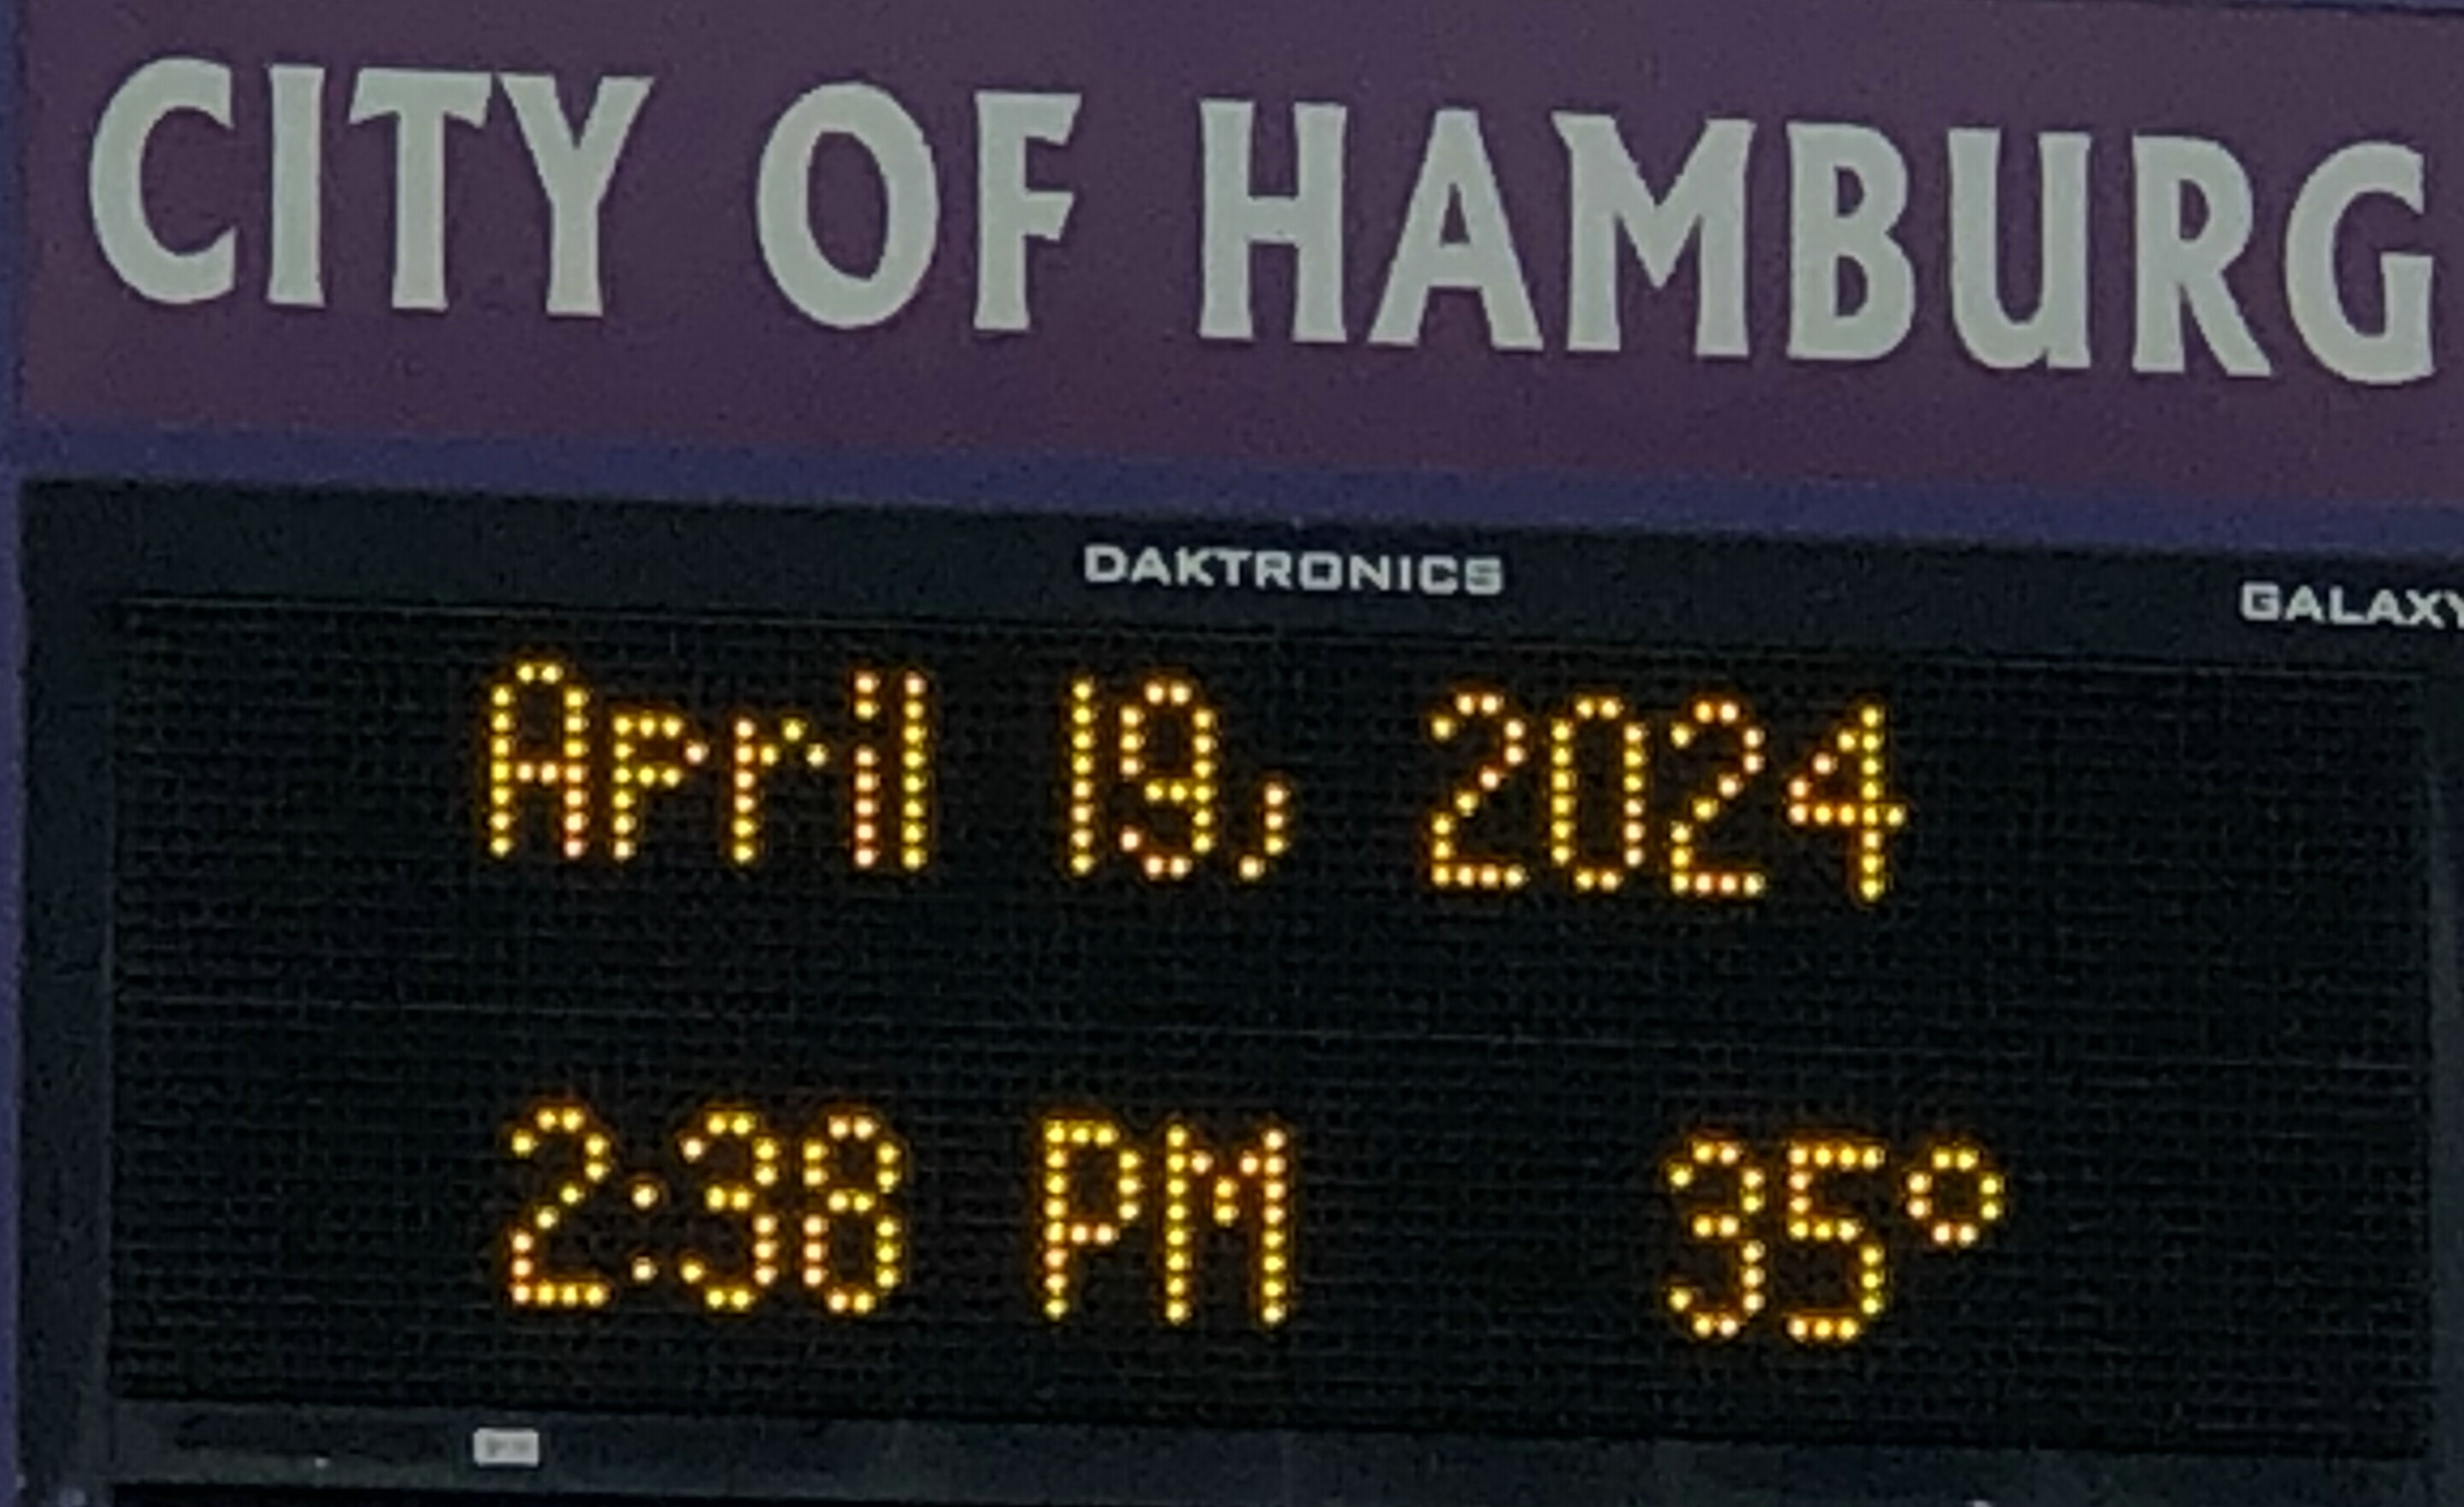 CITY OF HAMBURG
DAKTRONICS GALAXY
April 19, 2024
2:38 PM 35°